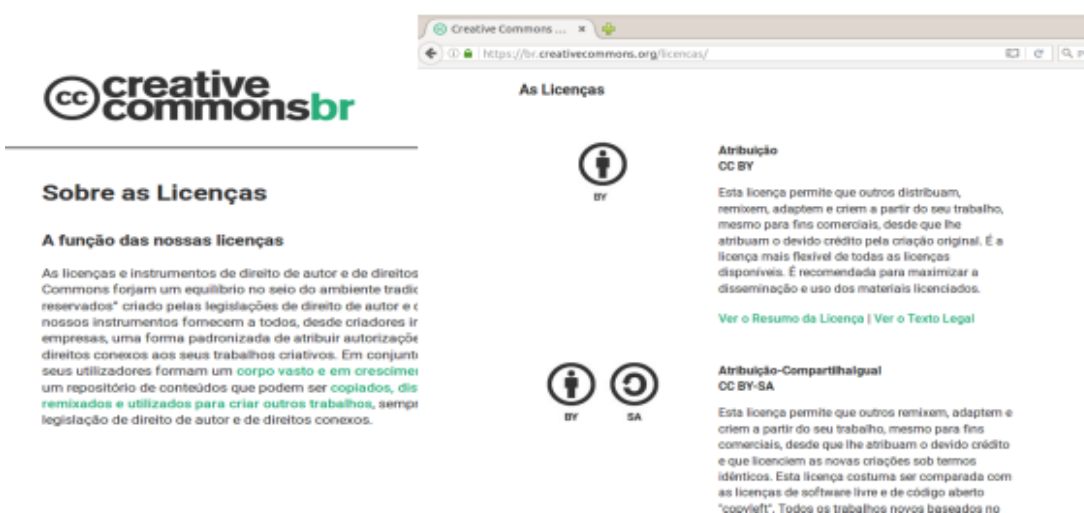 creative
commonsbr
Sobre as Licenças
A função das nossas licenças
As licenças e instrumentos de direito de autor e de direitos
Commons forjam um equilíbrio no seio do ambiente tradic
reservados" criado pelas legislações de direito de autor e
nossos instrumentos fornecem a todos, desde criadores
empresas, uma forma padronizada de atribuir autorizaçõe
direitos conexos aos seus trabalhos criativos. Em conjunt
seus utilizadores formam um corpo vasto e em crescime
um repositório de conteúdos que podem ser copiados, dis
remixados e utilizados para criar outros trabalhos, sempr
legislação de direito de autor e de direitos conexos.
Creative Commons ...
https://br.creativecommons.org/licencas/
As Licenças
BY
Atribuição
CC BY
Esta licença permite que outros distribuam,
remixem, adaptem e criem a partir do seu trabalho,
mesmo para fins comerciais, desde que lhe
atribuam o devido crédito pela criação original. É a
licença mais flexível de todas as licenças
disponíveis. É recomendada para maximizar a
disseminação e uso dos materiais licenciados.
Ver o Resumo da Licença | Ver o Texto Legal
BY SA
Atribuição-CompartilhaIgual
CC BY-SA
Esta licença permite que outros remixem, adaptem e
criem a partir do seu trabalho, mesmo para fins
comerciais, desde que lhe atribuam o devido crédito
e que licenciem as novas criações sob termos
idênticos. Esta licença costuma ser comparada com
as licenças de software livre e de código aberto
"copyleft". Todos os trabalhos novos baseados no